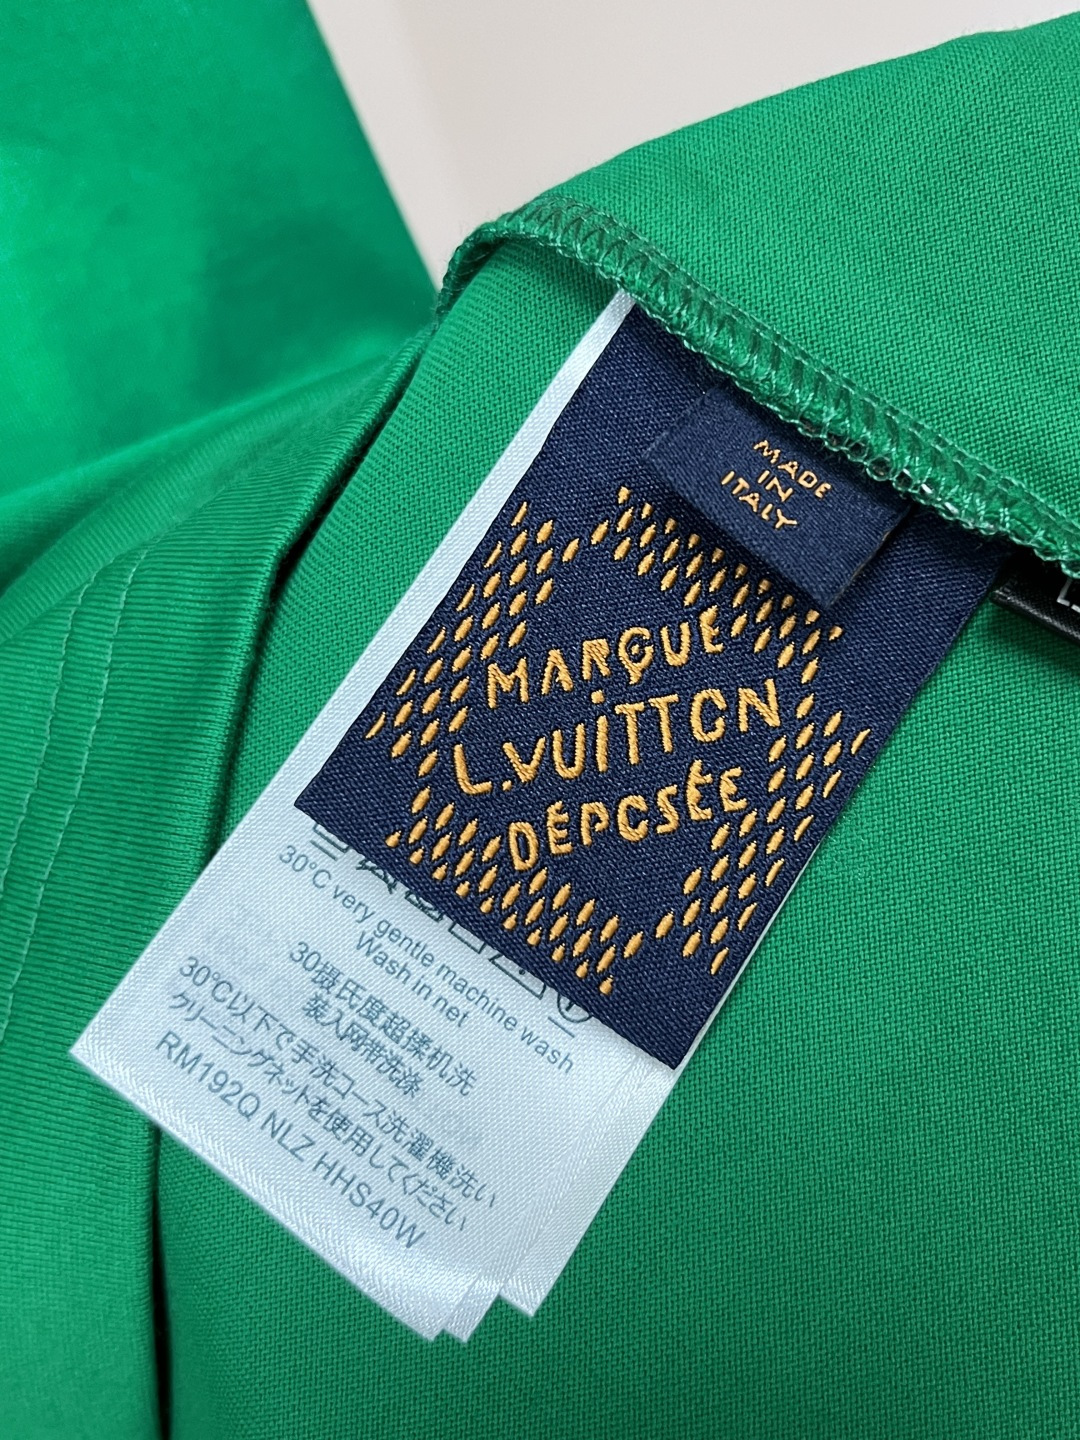 MADE
IN
ITALY
MARQUE
L.VUITTON
DÉPOSÉE
30°C very gentle machine wash
Wash in net
30摄氏度超揉机洗
装入网带洗涤
30℃以下で手洗コース洗濯機洗い
クリーニングネットを使用してください
RM192Q NLZ HHS40W